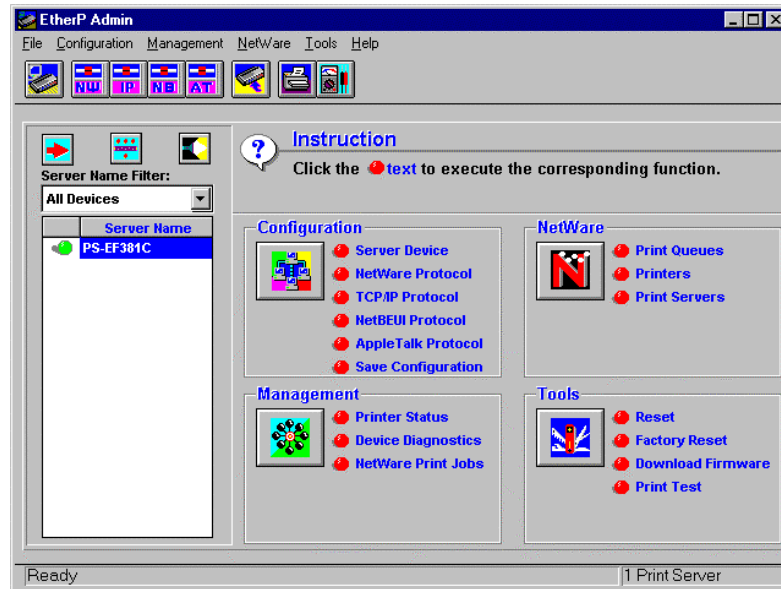 EtherP Admin
File Configuration Management NetWare Tools Help
NW IP NB AT
Instruction
Click the text to execute the corresponding function.
Server Name Filter:
All Devices
Server Name
PS-EF381C
Configuration
Server Device
NetWare Protocol
TCP/IP Protocol
NetBEUI Protocol
AppleTalk Protocol
Save Configuration
NetWare
Print Queues
Printers
Print Servers
Management
Printer Status
Device Diagnostics
NetWare Print Jobs
Tools
Reset
Factory Reset
Download Firmware
Print Test
Ready
1 Print Server